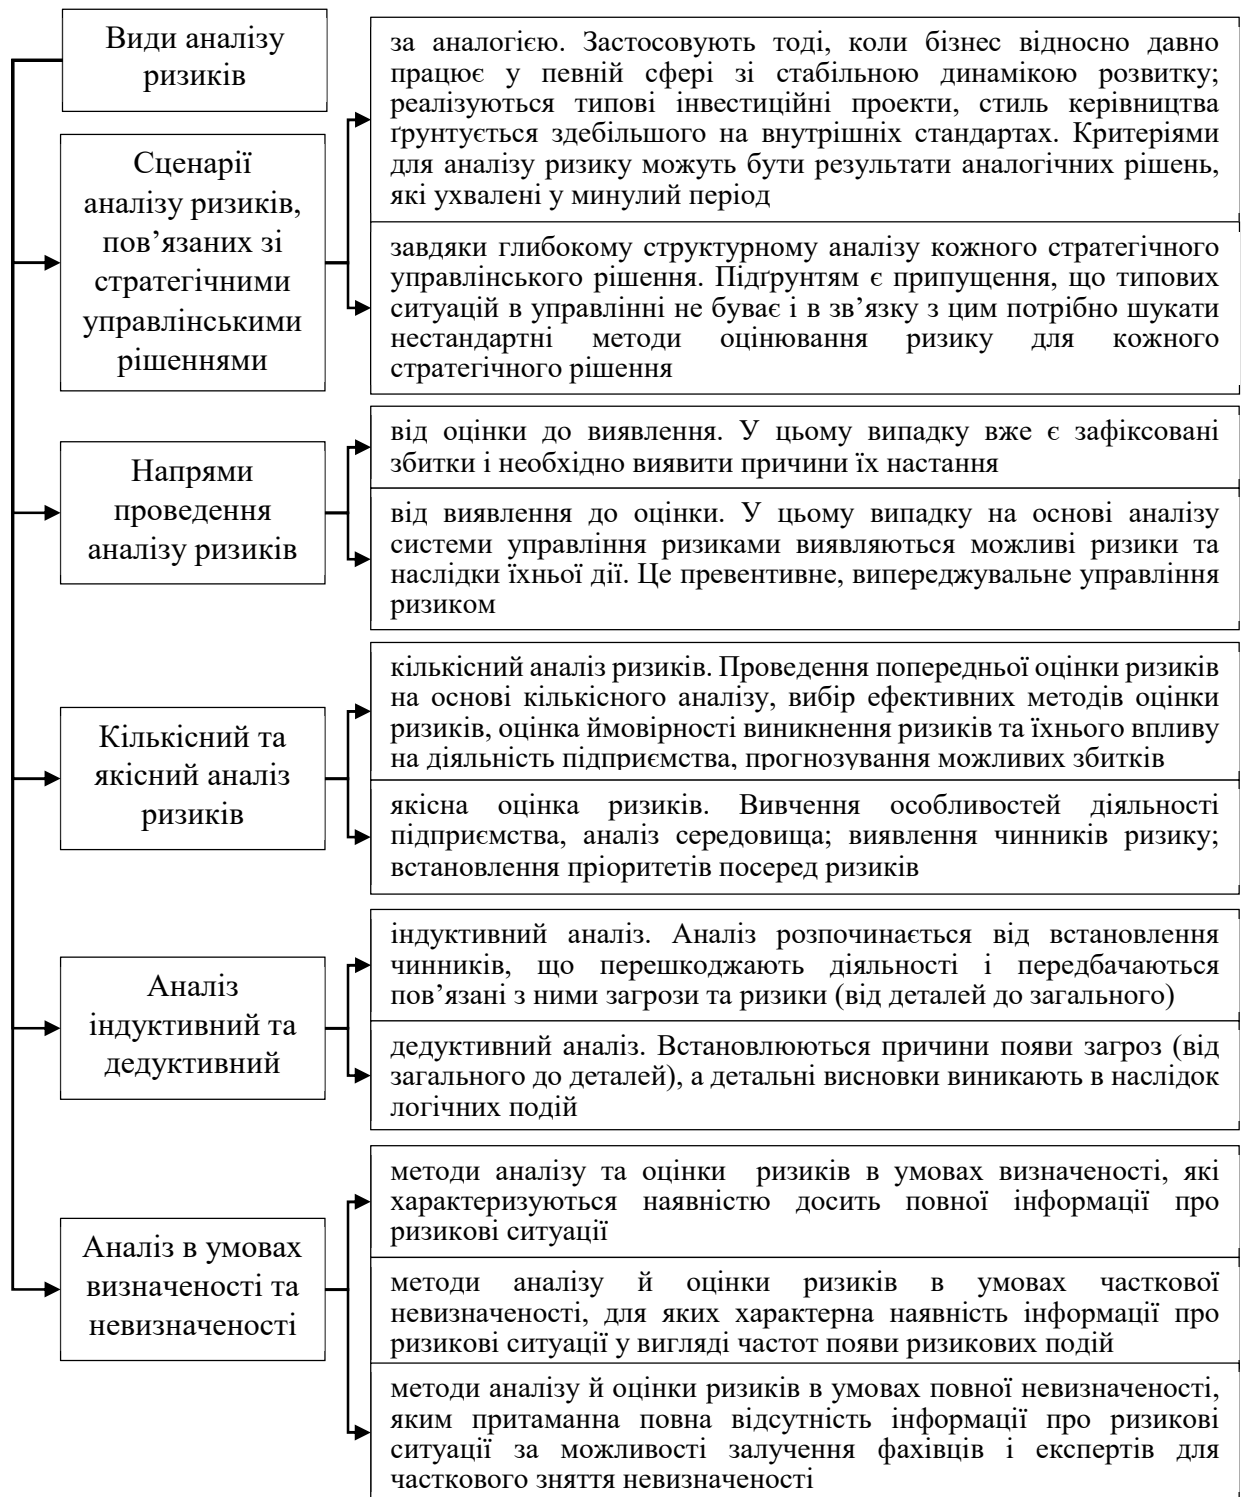 Види аналізу
ризиків
за аналогією. Застосовують тоді, коли бізнес відносно давно
працює у певній сфері зі стабільною динамікою розвитку;
реалізуються типові інвестиційні проекти, стиль керівництва
ґрунтується здебільшого на внутрішніх стандартах. Критеріями
для аналізу ризику можуть бути результати аналогічних рішень,
які ухвалені у минулий період
Сценарії
аналізу ризиків,
пов’язаних зі
стратегічними
управлінськими
рішеннями
завдяки глибокому структурному аналізу кожного стратегічного
управлінського рішення. Підґрунтям є припущення, що типових
ситуацій в управлінні не буває і в зв’язку з цим потрібно шукати
нестандартні методи оцінювання ризику для кожного
стратегічного рішення
Напрями
проведення
аналізу ризиків
від оцінки до виявлення. У цьому випадку вже є зафіксовані
збитки і необхідно виявити причини їх настання
від виявлення до оцінки. У цьому випадку на основі аналізу
системи управління ризиками виявляються можливі ризики та
наслідки їхньої дії. Це превентивне, випереджувальне управління
ризиком
Кількісний та
якісний аналіз
ризиків
кількісний аналіз ризиків. Проведення попередньої оцінки ризиків
на основі кількісного аналізу, вибір ефективних методів оцінки
ризиків, оцінка ймовірності виникнення ризиків та їхнього впливу
на діяльність підприємства, прогнозування можливих збитків
якісна оцінка ризиків. Вивчення особливостей діяльності
підприємства, аналіз середовища; виявлення чинників ризику;
встановлення пріоритетів посеред ризиків
Аналіз
індуктивний та
дедуктивний
індуктивний аналіз. Аналіз розпочинається від встановлення
чинників, що перешкоджають діяльності і передбачаються
пов’язані з ними загрози та ризики (від деталей до загального)
дедуктивний аналіз. Встановлюються причини появи загроз (від
загального до деталей), а детальні висновки виникають в наслідок
логічних подій
Аналіз в умовах
визначеності та
невизначеності
методи аналізу та оцінки ризиків в умовах визначеності, які
характеризуються наявністю досить повної інформації про
ризикові ситуації
методи аналізу й оцінки ризиків в умовах часткової
невизначеності, для яких характерна наявність інформації про
ризикові ситуації у вигляді частот появи ризикових подій
методи аналізу й оцінки ризиків в умовах повної невизначеності,
яким притаманна повна відсутність інформації про ризикові
ситуації за можливості залучення фахівців і експертів для
часткового зняття невизначеності